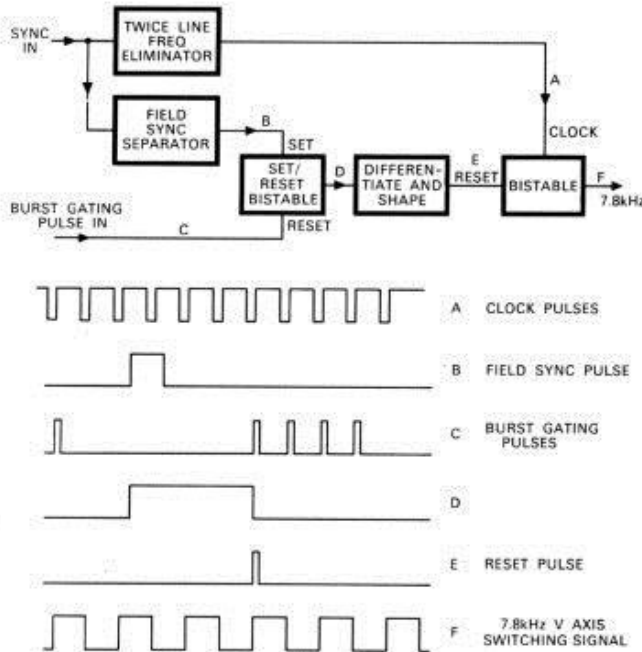 SYNC
IN
TWICE LINE
FREQ
ELIMINATOR
A
FIELD
SYNC
SEPARATOR
B
SET
CLOCK
SET/
RESET
BISTABLE
D
DIFFEREN-
TIATE AND
SHAPE
E
RESET
BISTABLE
F
7.8kHz
BURST GATING
PULSE IN
C
RESET
A CLOCK PULSES
B FIELD SYNC PULSE
C BURST GATING
PULSES
D
E RESET PULSE
F 7.8kHz V AXIS
SWITCHING SIGNAL